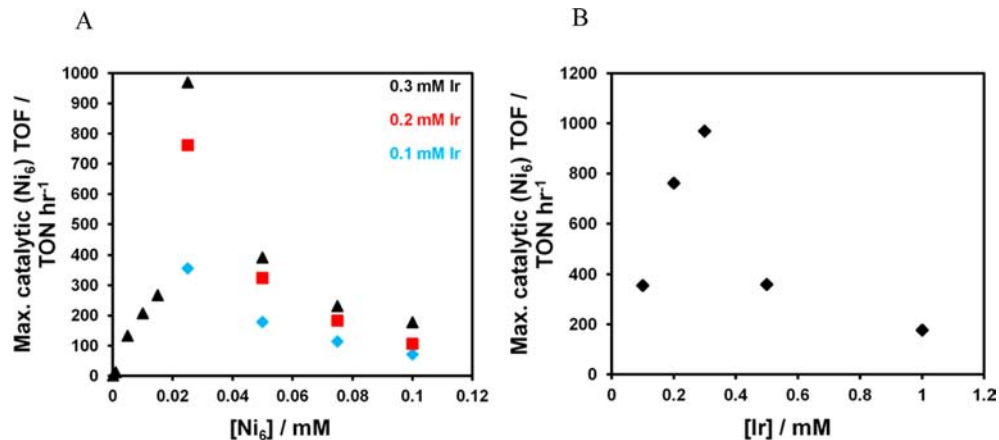 A
Max. catalytic (Ni₆) TOF /
TON hr⁻¹
1000
900
800
700
600
500
400
300
200
100
0
0
0.02
0.04
0.06
0.08
0.1
0.12
[Ni₆] / mM
0.3 mM Ir
0.2 mM Ir
0.1 mM Ir
B
Max. catalytic (Ni₆) TOF /
TON hr⁻¹
1200
1000
800
600
400
200
0
0
0.2
0.4
0.6
0.8
1
1.2
[Ir] / mM